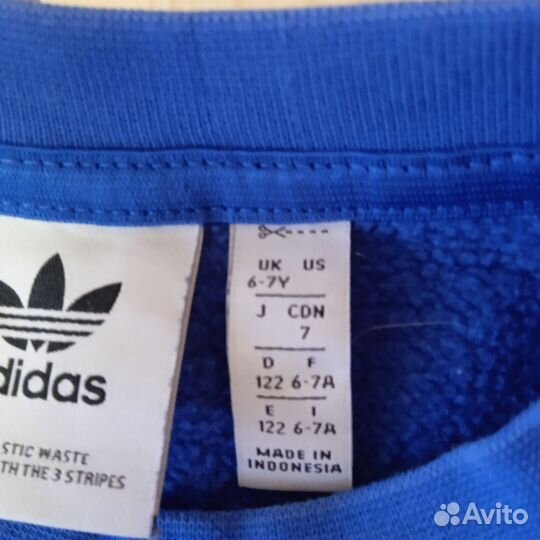 adidas
STIC WASTE
TH THE 3 STRIPES
UK US
6-7Y
J CDN
7
D F
122 6-7A
E I
122 6-7A
MADE IN
INDONESIA
Avito